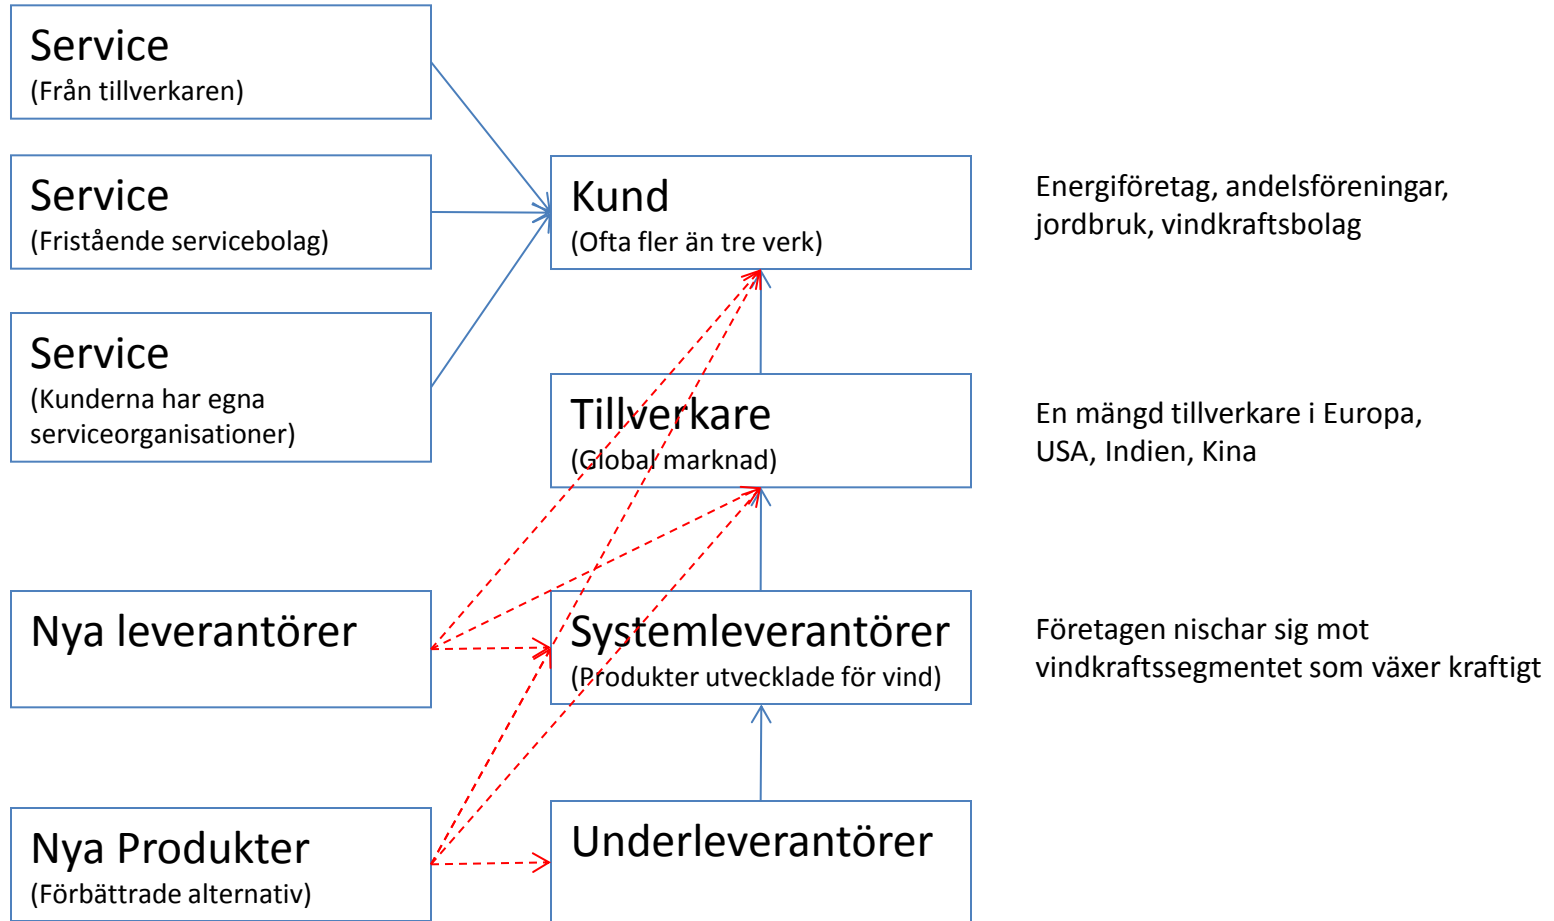 Service
(Från tillverkaren)
Service
(Fristående servicebolag)
Kund
(Ofta fler än tre verk)
Energiföretag, andelsföreningar,
jordbruk, vindkraftsbolag
Service
(Kunderna har egna
serviceorganisationer)
Tillverkare
(Global marknad)
En mängd tillverkare i Europa,
USA, Indien, Kina
Nya leverantörer
Systemleverantörer
(Produkter utvecklade för vind)
Företagen nischar sig mot
vindkraftssegmentet som växer kraftigt
Nya Produkter
(Förbättrade alternativ)
Underleverantörer